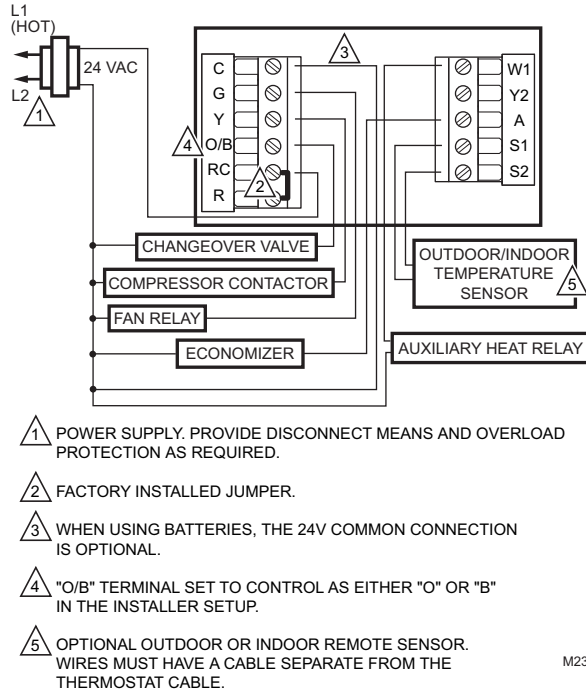 L1
(HOT)
24 VAC
L2
1
3
C
G
Y
4
O/B
RC
2
R
W1
Y2
A
S1
S2
CHANGEOVER VALVE
COMPRESSOR CONTACTOR
FAN RELAY
ECONOMIZER
OUTDOOR/INDOOR
TEMPERATURE
SENSOR
5
AUXILIARY HEAT RELAY
1 POWER SUPPLY. PROVIDE DISCONNECT MEANS AND OVERLOAD
PROTECTION AS REQUIRED.
2 FACTORY INSTALLED JUMPER.
3 WHEN USING BATTERIES, THE 24V COMMON CONNECTION
IS OPTIONAL.
4 "O/B" TERMINAL SET TO CONTROL AS EITHER "O" OR "B"
IN THE INSTALLER SETUP.
5 OPTIONAL OUTDOOR OR INDOOR REMOTE SENSOR.
WIRES MUST HAVE A CABLE SEPARATE FROM THE
THERMOSTAT CABLE.
M23